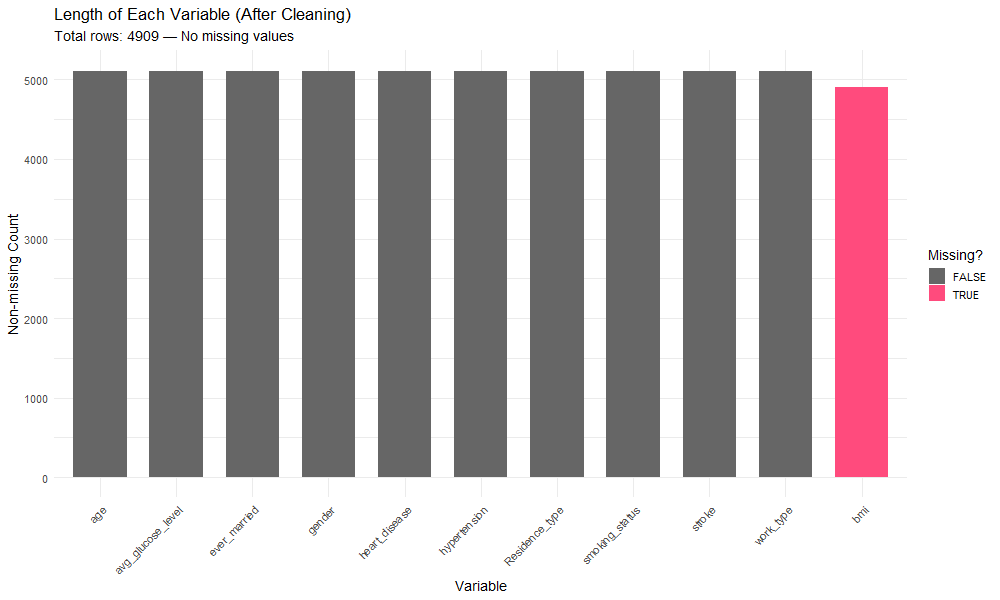 Length of Each Variable (After Cleaning)
Total rows: 4909 — No missing values
Non-missing Count
5000
4000
3000
2000
1000
0
age
avg_glucose_level
ever_married
gender
heart_disease
hypertension
Residence_type
smoking_status
stroke
work_type
bmi
Variable
Missing?
FALSE
TRUE